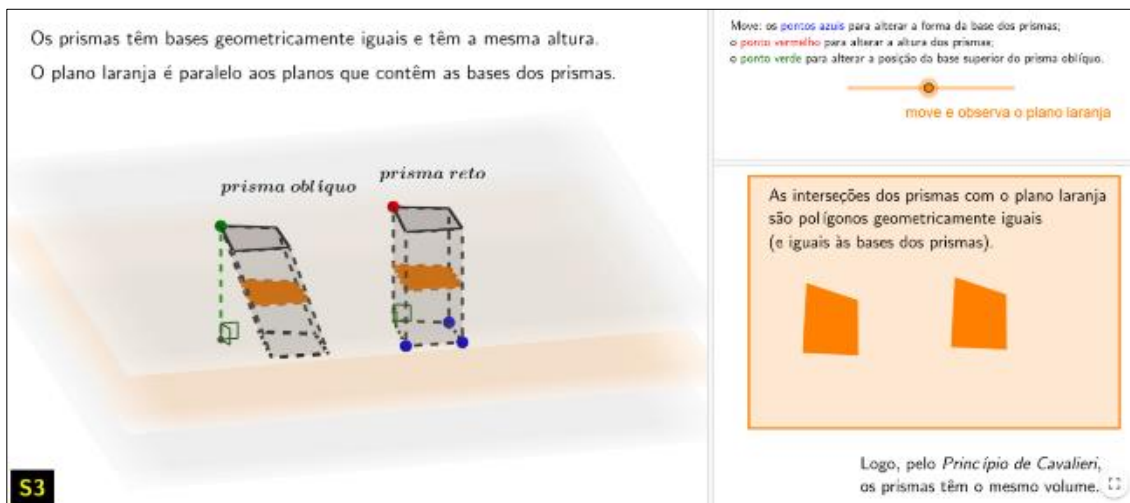 Os prismas têm bases geometricamente iguais e têm a mesma altura.
O plano laranja é paralelo aos planos que contêm as bases dos prismas.
prisma oblíquo
prisma reto
S3
Move: os pontos azuis para alterar a forma da base dos prismas;
o ponto vermelho para alterar a altura dos prismas;
o ponto verde para alterar a posição da base superior do prisma oblíquo.
move e observa o plano laranja
As interseções dos prismas com o plano laranja
são polígonos geometricamente iguais
(e iguais às bases dos prismas).
Logo, pelo Princípio de Cavalieri,
os prismas têm o mesmo volume.